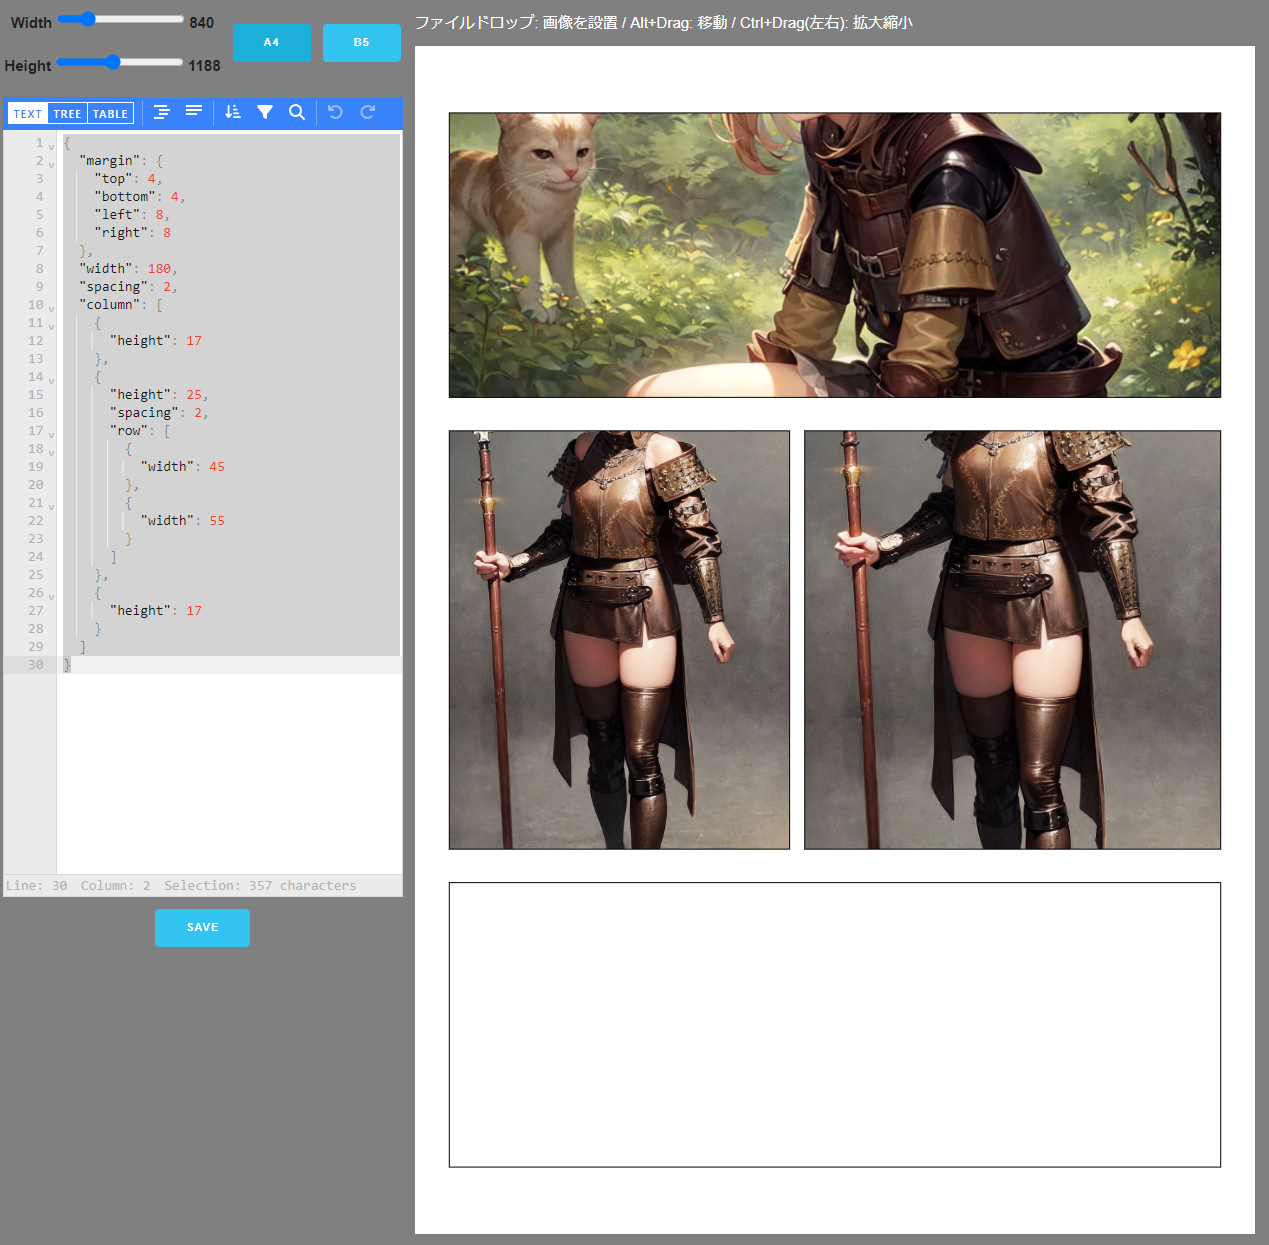 Width 840
Height 1188
A4 B5
ファイルドロップ: 画像を設置 / Alt+Drag: 移動 / Ctrl+Drag(左右): 拡大縮小
TEXT TREE TABLE
1 {
2 "margin": {
3 "top": 4,
4 "bottom": 4,
5 "left": 8,
6 "right": 8
7 },
8 "width": 180,
9 "spacing": 2,
10 "column": [
11 {
12 "height": 17
13 },
14 {
15 "height": 25,
16 "spacing": 2,
17 "row": [
18 {
19 "width": 45
20 },
21 {
22 "width": 55
23 }
24 ]
25 },
26 {
27 "height": 17
28 }
29 ]
30 }
Line: 30 Column: 2 Selection: 357 characters
SAVE